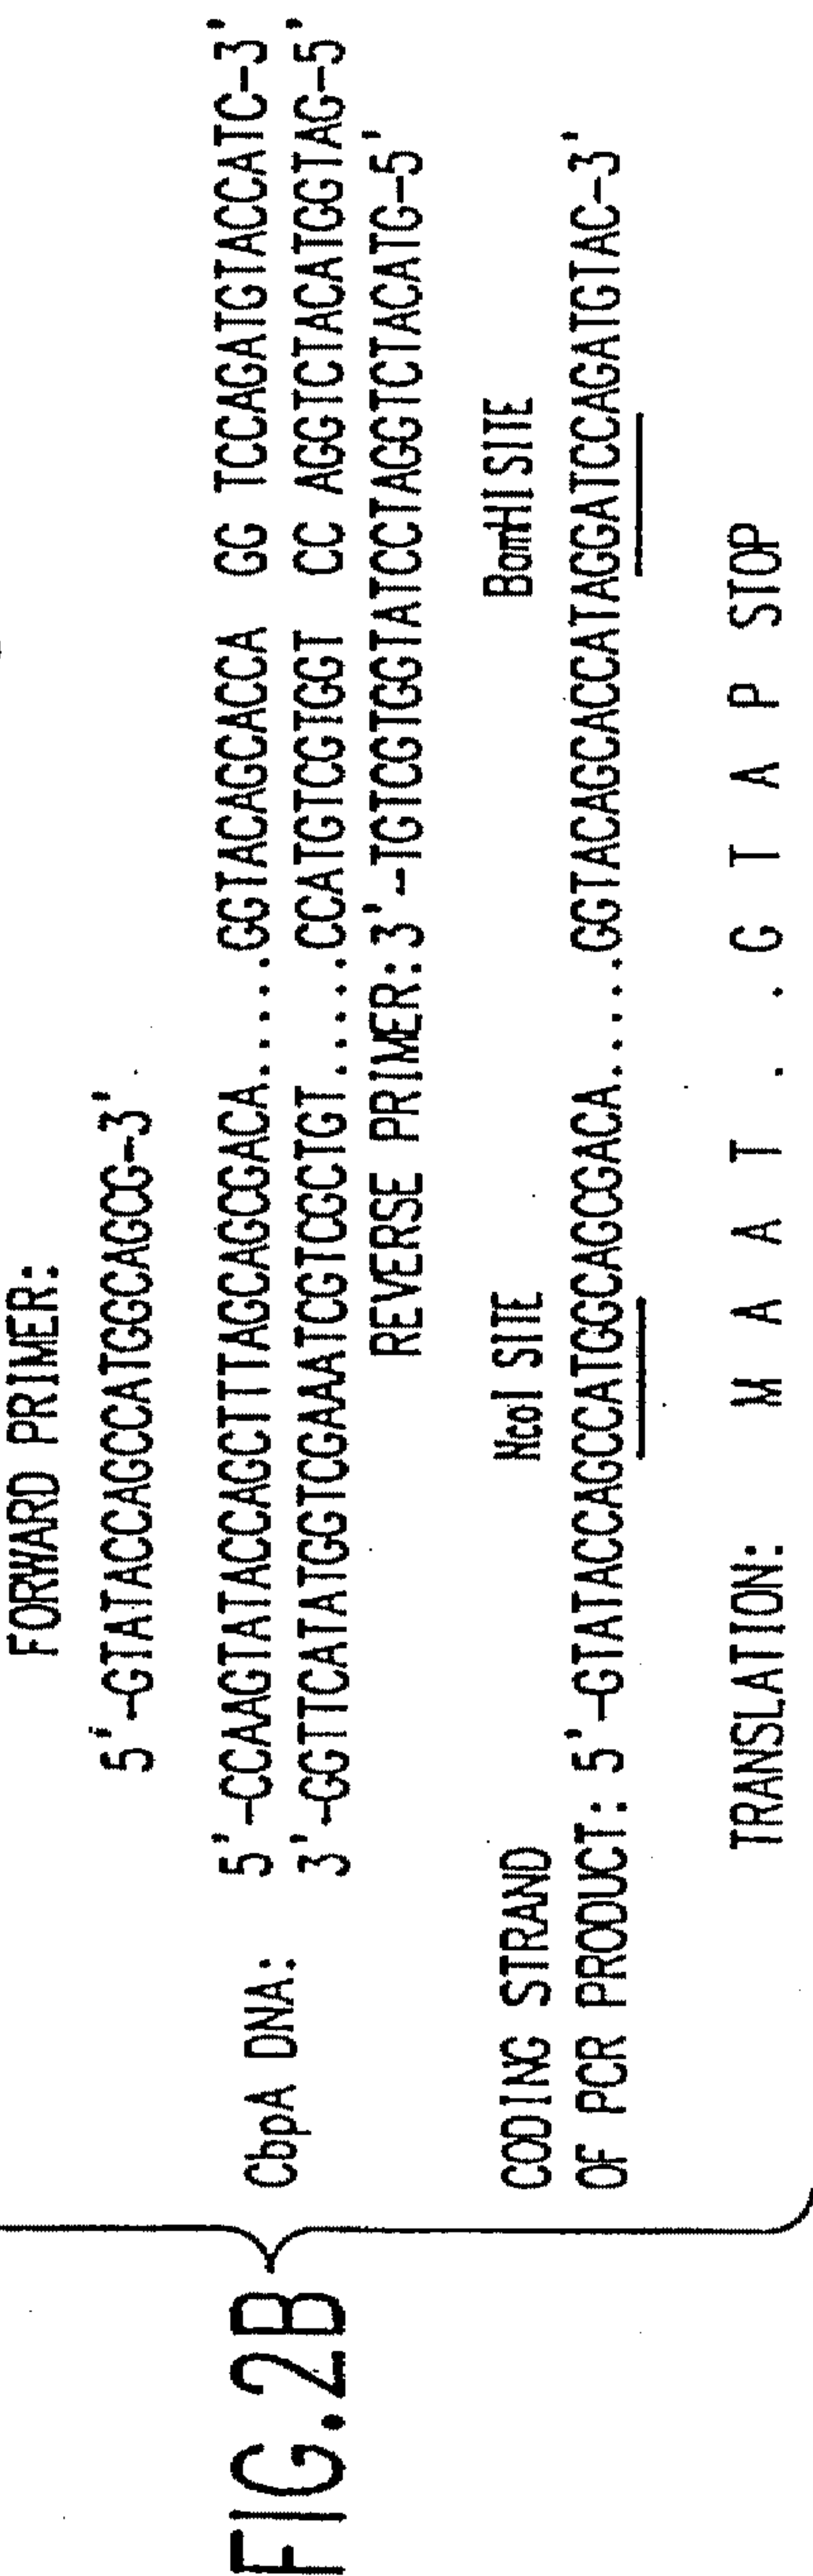 FIG.2B
FORWARD PRIMER:
5'-GTATACCAGCCATGGCAGCG-3'
CbpA DNA: 5'-CCAAGTATACCAGCTTTAGCAGCGACA.....GGTACAGCACCA GG TCCAGATGTACCATC-3'
3'-GGTTCATATGGTCGAAATCGTCGCTGT.....CCATGTCGTGGT CC AGGTCTACATGGTAG-5'
REVERSE PRIMER: 3'-TGTCGTGGTATCCTAGGTCTACATG-5'
NcoI SITE BamHI SITE
CODING STRAND
OF PCR PRODUCT: 5'-GTATACCAGCCATGGCAGCGACA.....GGTACAGCACCATAGGATCCAGATGTAC-3'
TRANSLATION: M A A T . . G T A P STOP